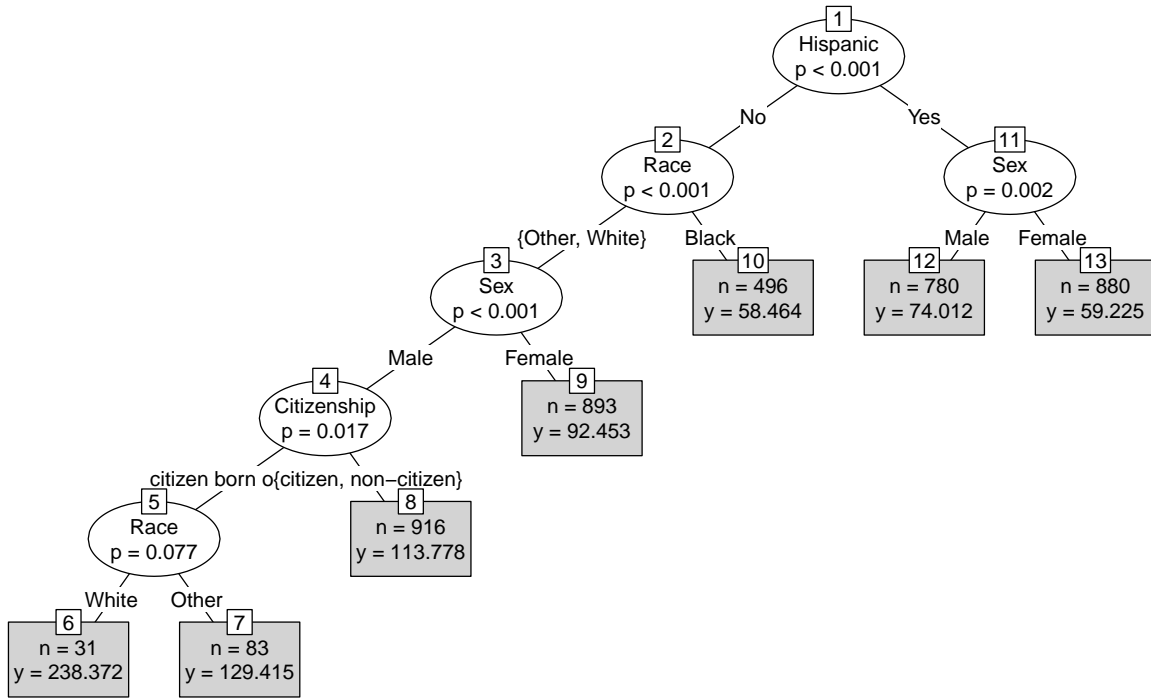 1
Hispanic
p < 0.001
No
Yes
2
Race
p < 0.001
11
Sex
p = 0.002
{Other, White}
Black
Male
Female
3
Sex
p < 0.001
10
n = 496
y = 58.464
12
n = 780
y = 74.012
13
n = 880
y = 59.225
Male
Female
4
Citizenship
p = 0.017
9
n = 893
y = 92.453
citizen born o{citizen, non−citizen}
5
Race
p = 0.077
8
n = 916
y = 113.778
White
Other
6
n = 31
y = 238.372
7
n = 83
y = 129.415